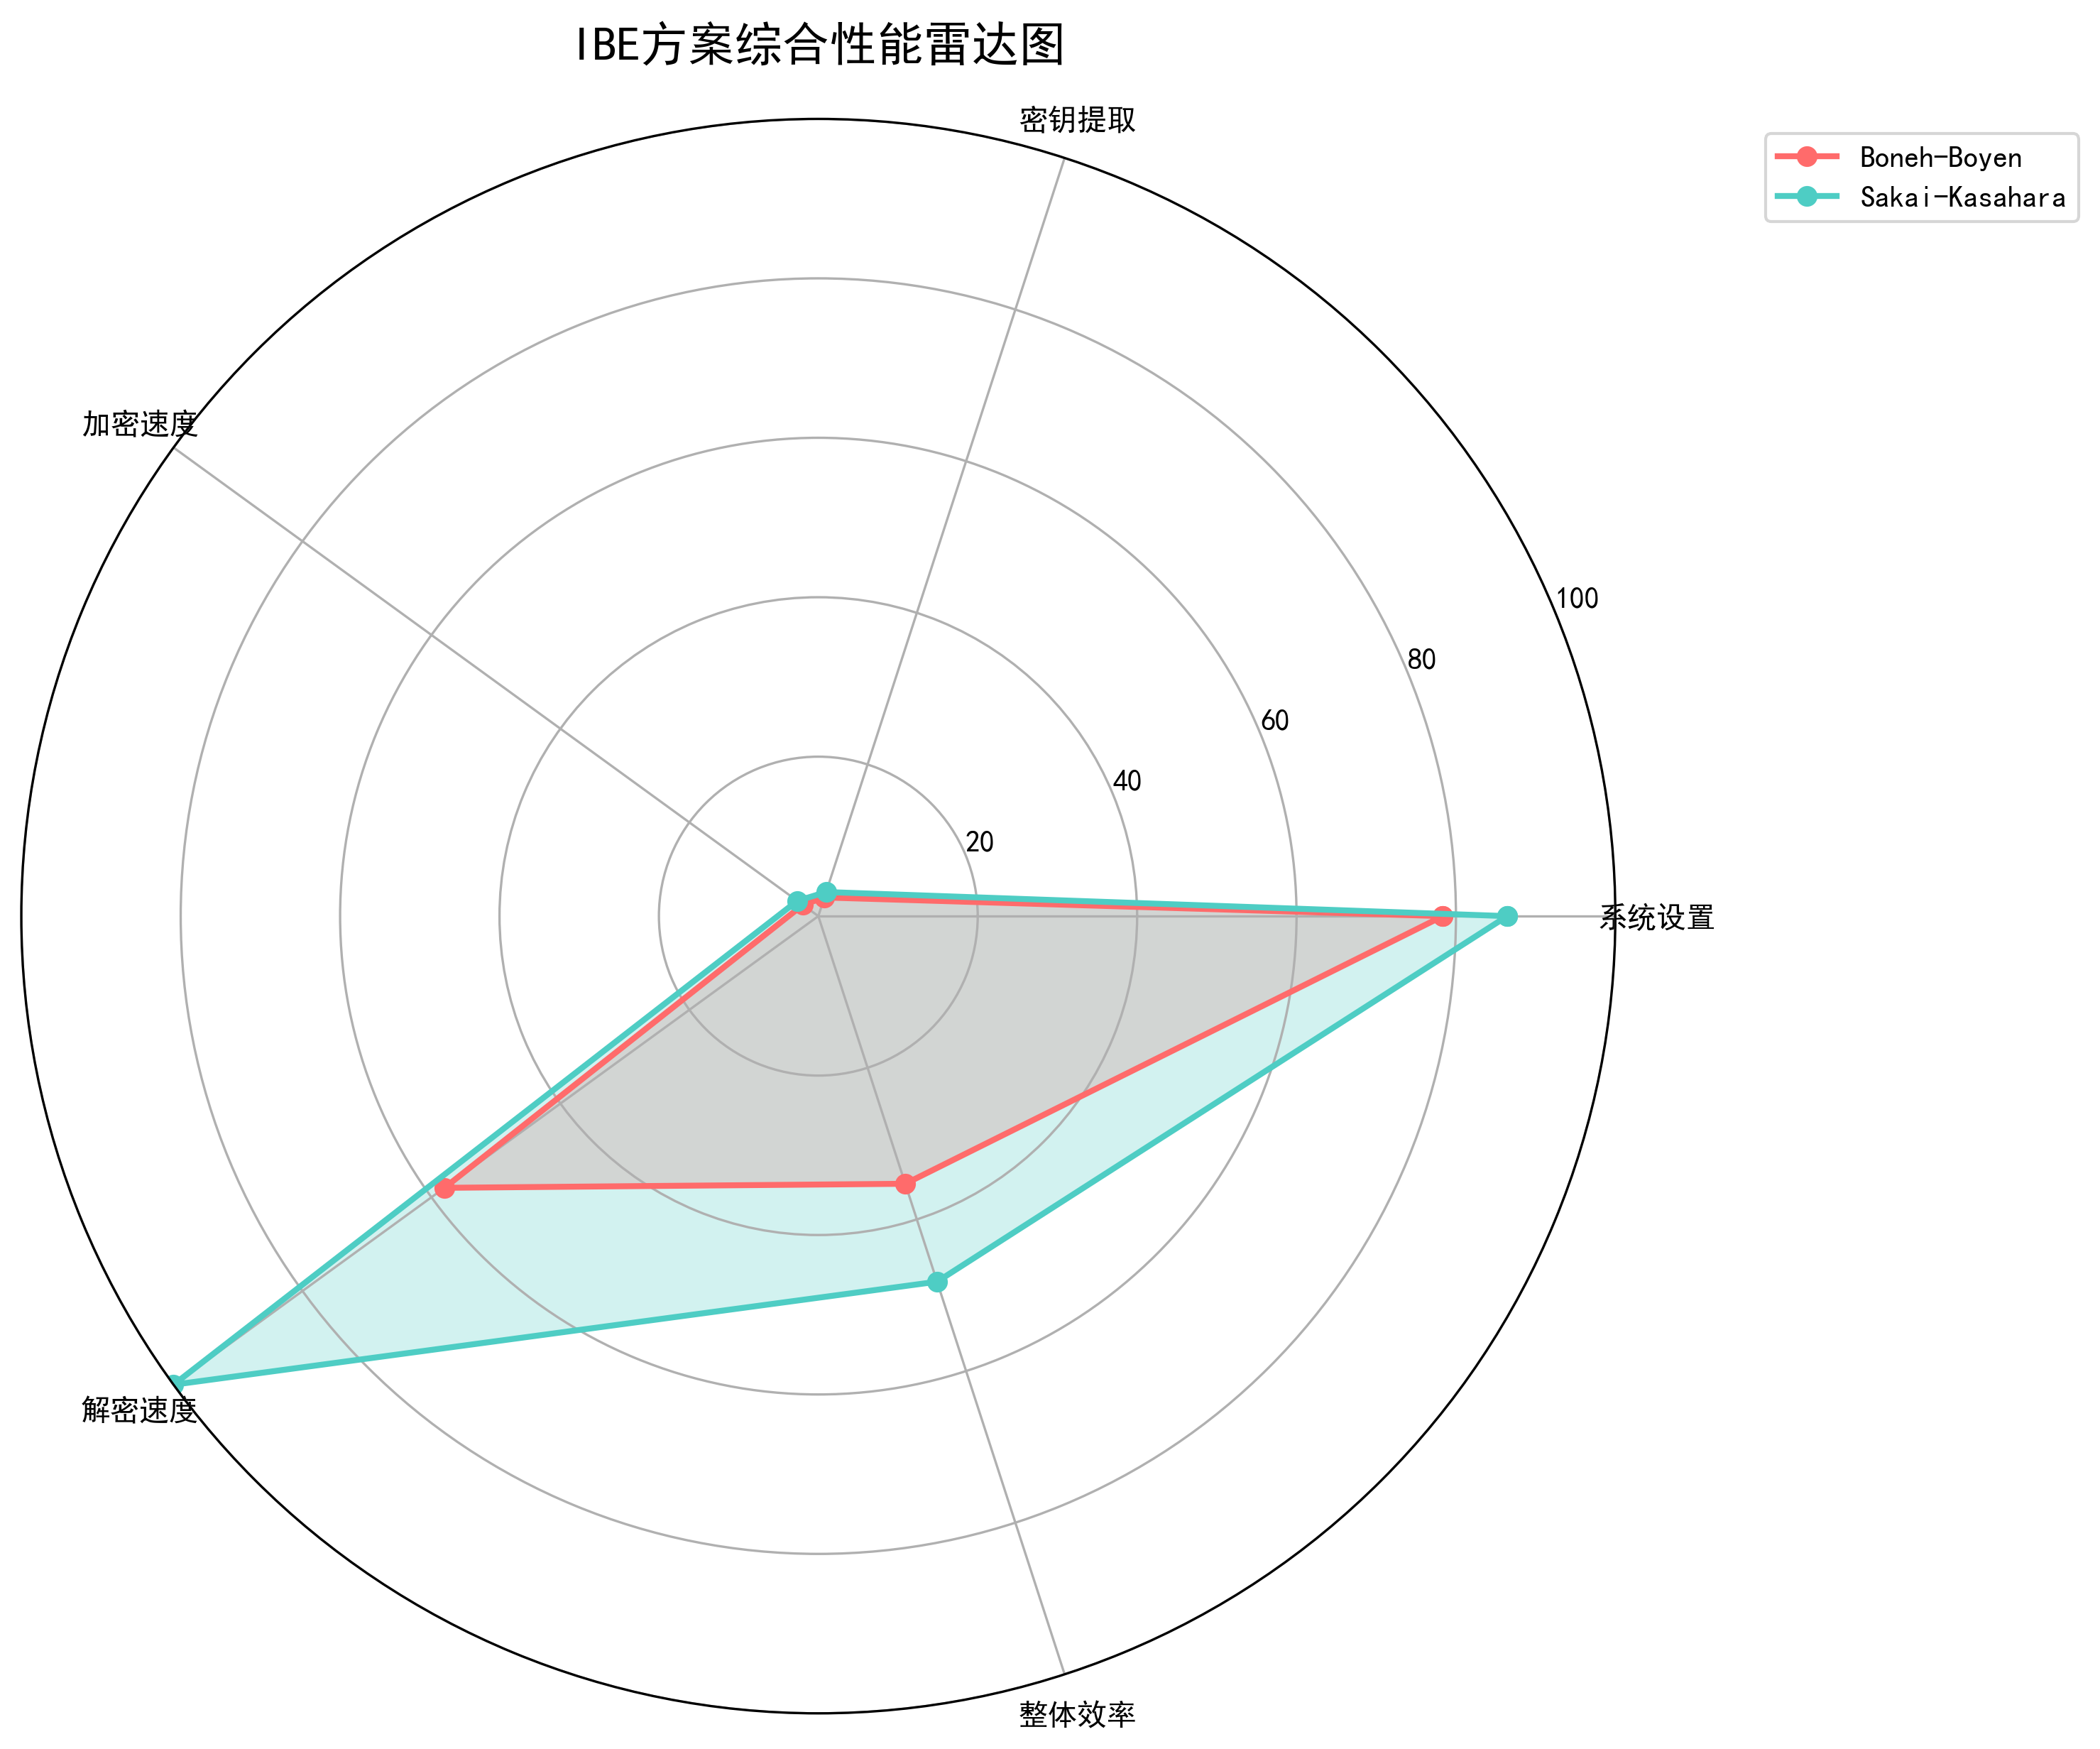 IBE方案综合性能雷达图
密钥提取
Boneh-Boyen
Sakai-Kasahara
加密速度
100
80
60
40
20
系统设置
解密速度
整体效率